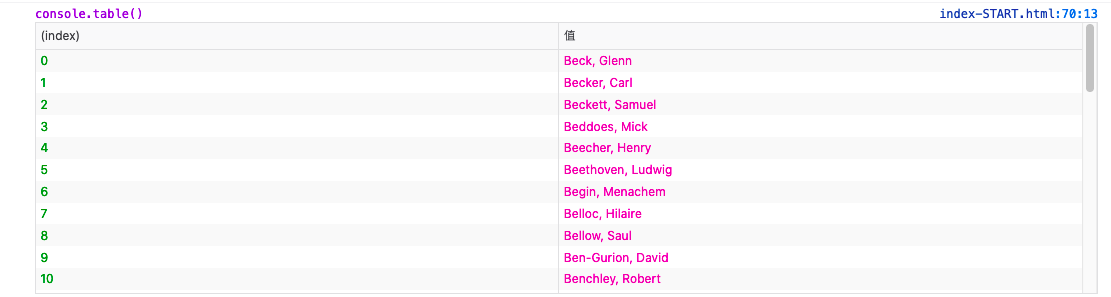 console.table() index-START.html:70:13
(index) 值
0 Beck, Glenn
1 Becker, Carl
2 Beckett, Samuel
3 Beddoes, Mick
4 Beecher, Henry
5 Beethoven, Ludwig
6 Begin, Menachem
7 Belloc, Hilaire
8 Bellow, Saul
9 Ben-Gurion, David
10 Benchley, Robert